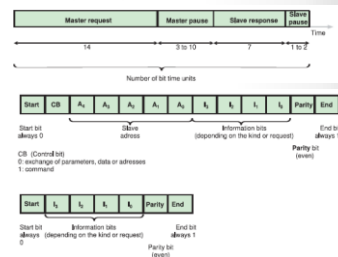 Master request Master pause Slave response Slave pause
Time
14 3 to 10 7 1 to 2
Number of bit time units
Start CB A4 A3 A2 A1 A0 I3 I2 I1 I0 Parity End
Start bit always 0
Slave adress
Information bits (depending on the kind or request)
End bit always 1
Parity bit (even)
CB (Control bit)
0: exchange of parameters, data or adresses
1: command
Start I3 I2 I1 I0 Parity End
Start bit always 0
Information bits (depending on the kind or request)
End bit always 1
Parity bit (even)